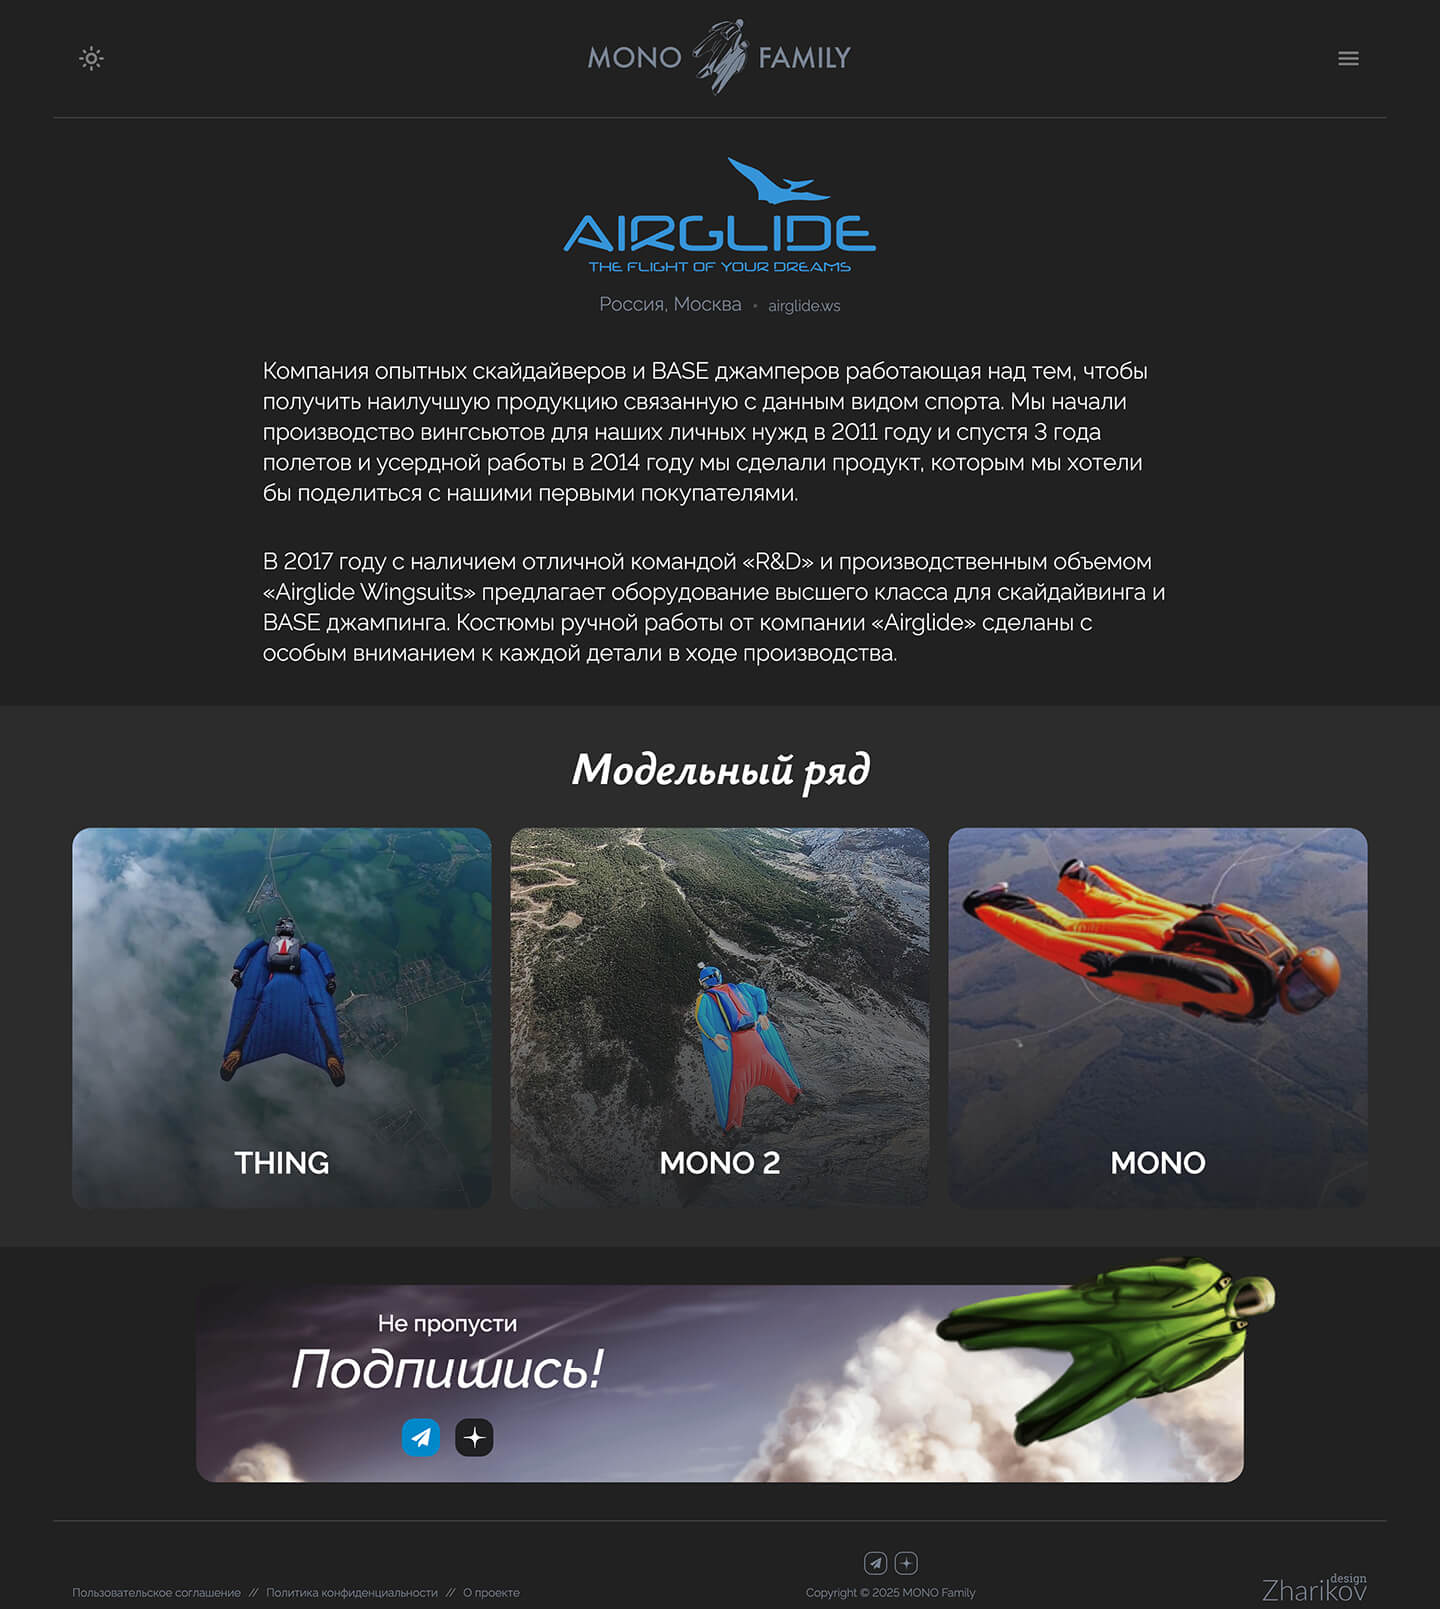 MONO FAMILY
AIRGLIDE
THE FLIGHT OF YOUR DREAMS
Россия, Москва • airglide.ws
Компания опытных скайдайверов и BASE джамперов работающая над тем, чтобы
получить наилучшую продукцию связанную с данным видом спорта. Мы начали
производство вингсьютов для наших личных нужд в 2011 году и спустя 3 года
полетов и усердной работы в 2014 году мы сделали продукт, которым мы хотели
бы поделиться с нашими первыми покупателями.
В 2017 году с наличием отличной командой «R&D» и производственным объемом
«Airglide Wingsuits» предлагает оборудование высшего класса для скайдайвинга и
BASE джампинга. Костюмы ручной работы от компании «Airglide» сделаны с
особым вниманием к каждой детали в ходе производства.
Модельный ряд
THING
MONO 2
MONO
Не пропусти
Подпишись!
Пользовательское соглашение // Политика конфиденциальности // О проекте
Copyright © 2025 MONO Family
design
Zharikov